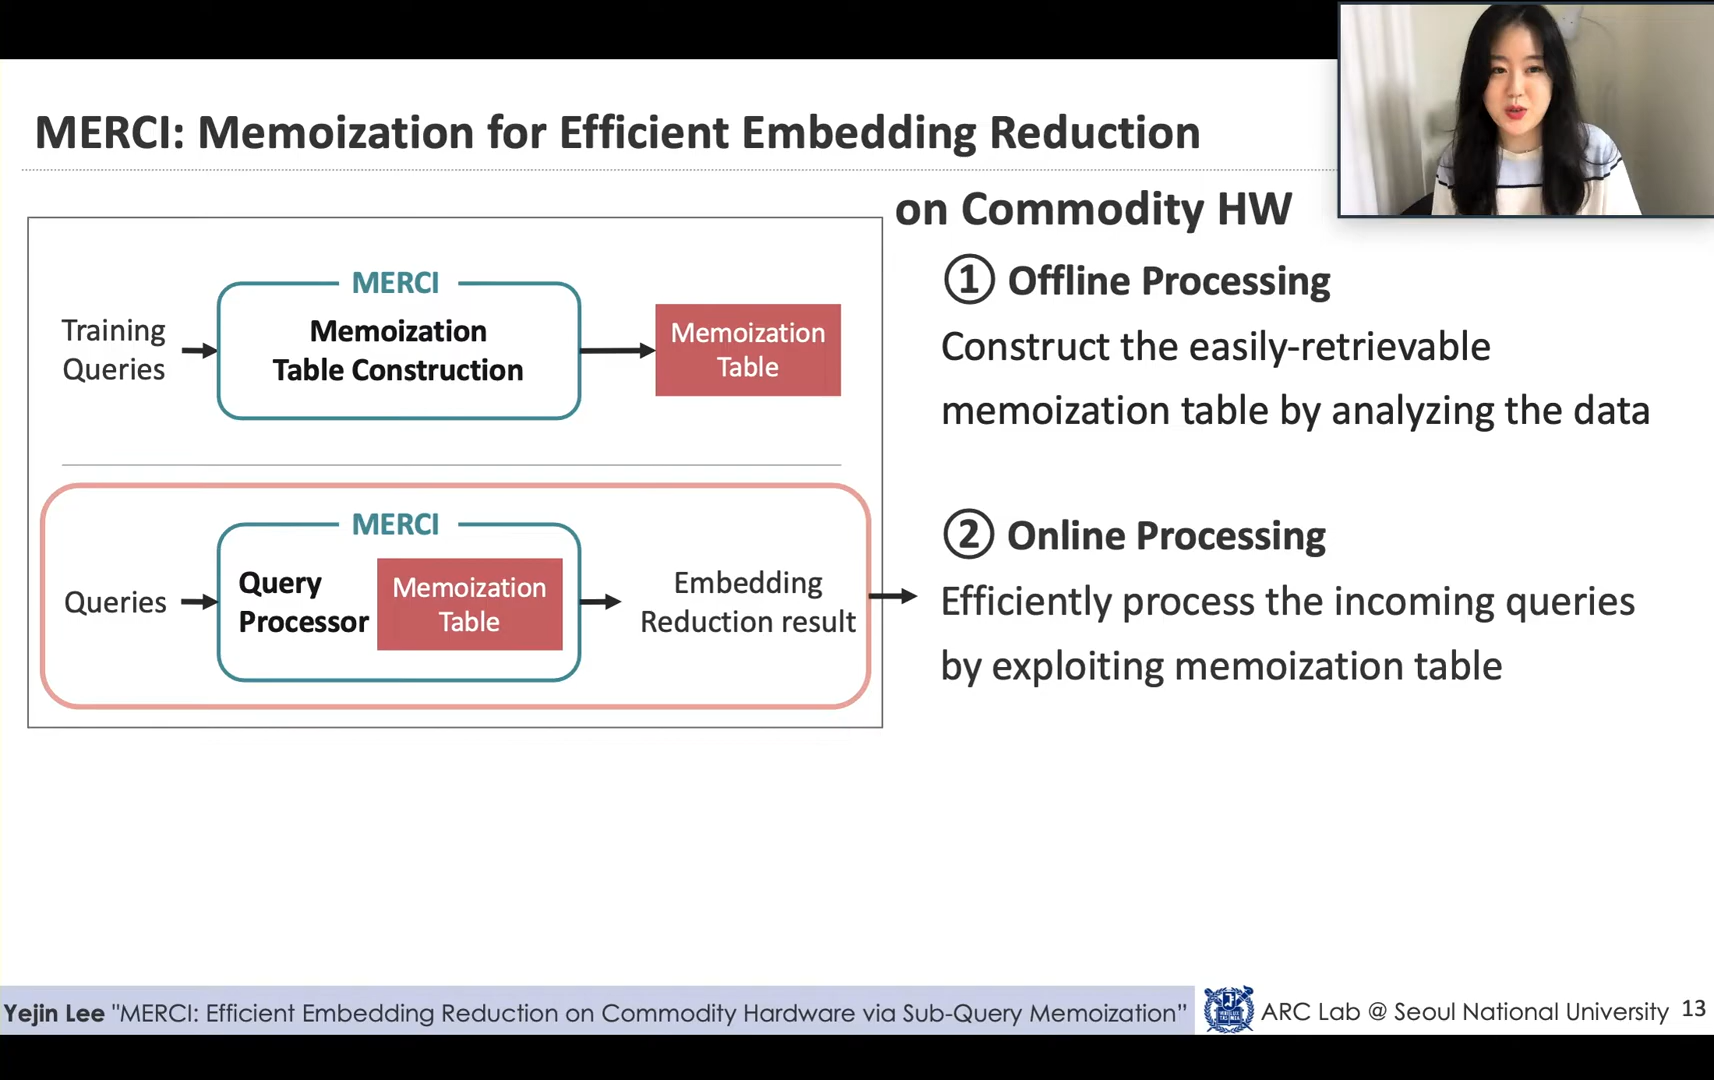 MERCI: Memoization for Efficient Embedding Reduction
on Commodity HW
MERCI
Training
Queries
Memoization
Table Construction
Memoization
Table
MERCI
Queries
Query
Processor
Memoization
Table
Embedding
Reduction result
① Offline Processing
Construct the easily-retrievable
memoization table by analyzing the data
② Online Processing
Efficiently process the incoming queries
by exploiting memoization table
Yejin Lee "MERCI: Efficient Embedding Reduction on Commodity Hardware via Sub-Query Memoization”
ARC Lab @ Seoul National University 13